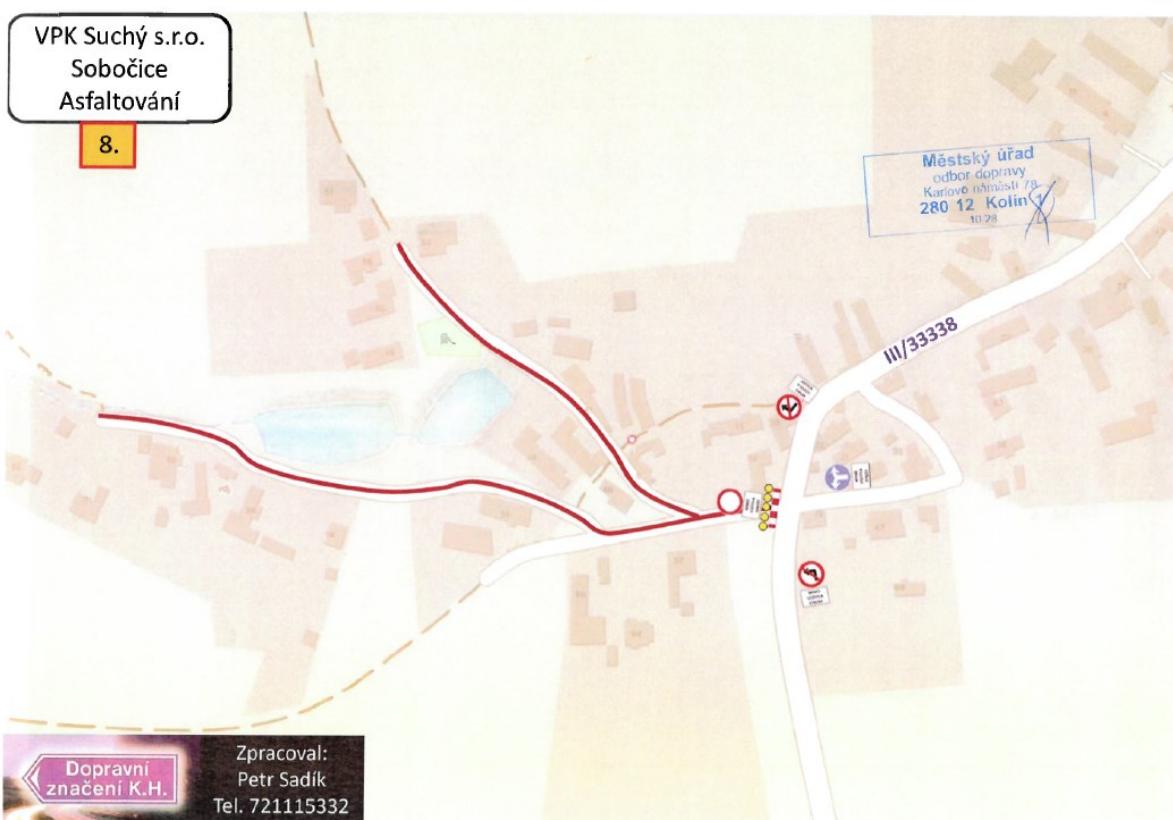 VPK Suchý s.r.o.
Sobočice
Asfaltování
8.
Městský úřad
odbor dopravy
Karlovo náměstí 78
280 12 Kolín 1
III/33338
Dopravní
značení K.H.
Zpracoval:
Petr Sadík
Tel. 721115332